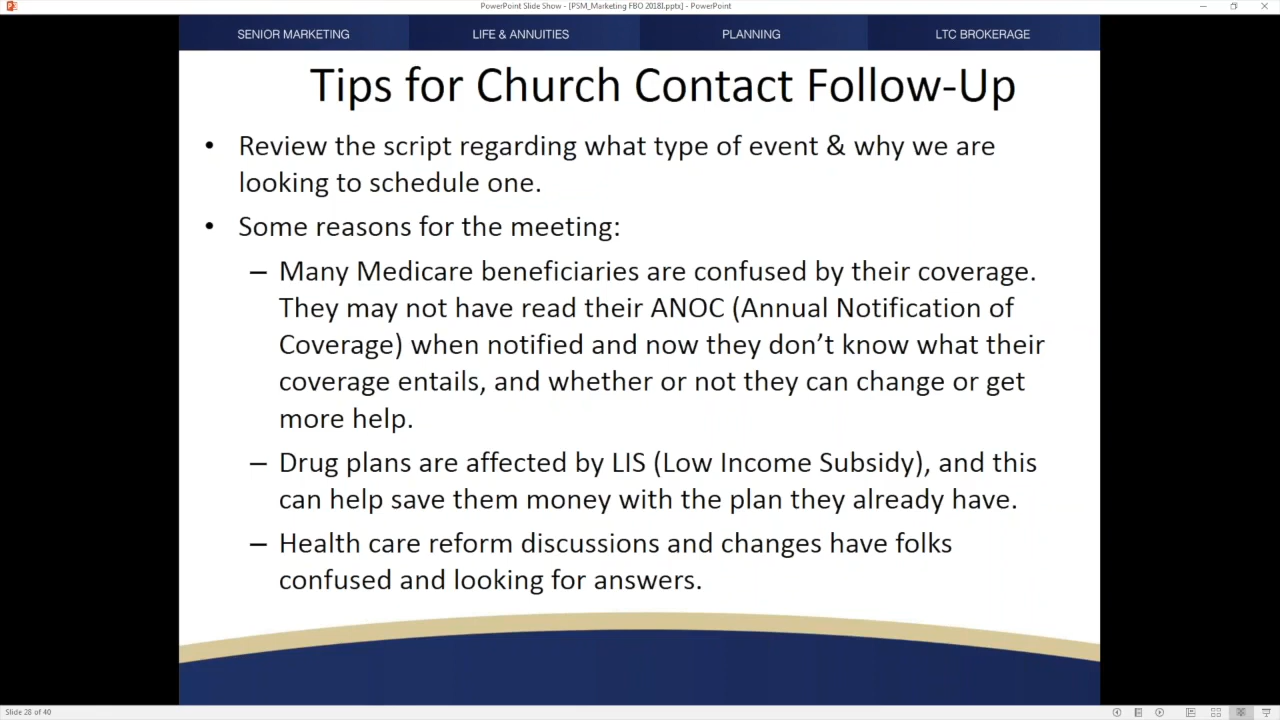 PowerPoint Slide Show - [PSM_Marketing FBO 2018I.pptx] - PowerPoint
SENIOR MARKETING
LIFE & ANNUITIES
PLANNING
LTC BROKERAGE
Tips for Church Contact Follow-Up
• Review the script regarding what type of event & why we are
looking to schedule one.
• Some reasons for the meeting:
– Many Medicare beneficiaries are confused by their coverage.
They may not have read their ANOC (Annual Notification of
Coverage) when notified and now they don’t know what their
coverage entails, and whether or not they can change or get
more help.
– Drug plans are affected by LIS (Low Income Subsidy), and this
can help save them money with the plan they already have.
– Health care reform discussions and changes have folks
confused and looking for answers.
Slide 28 of 40